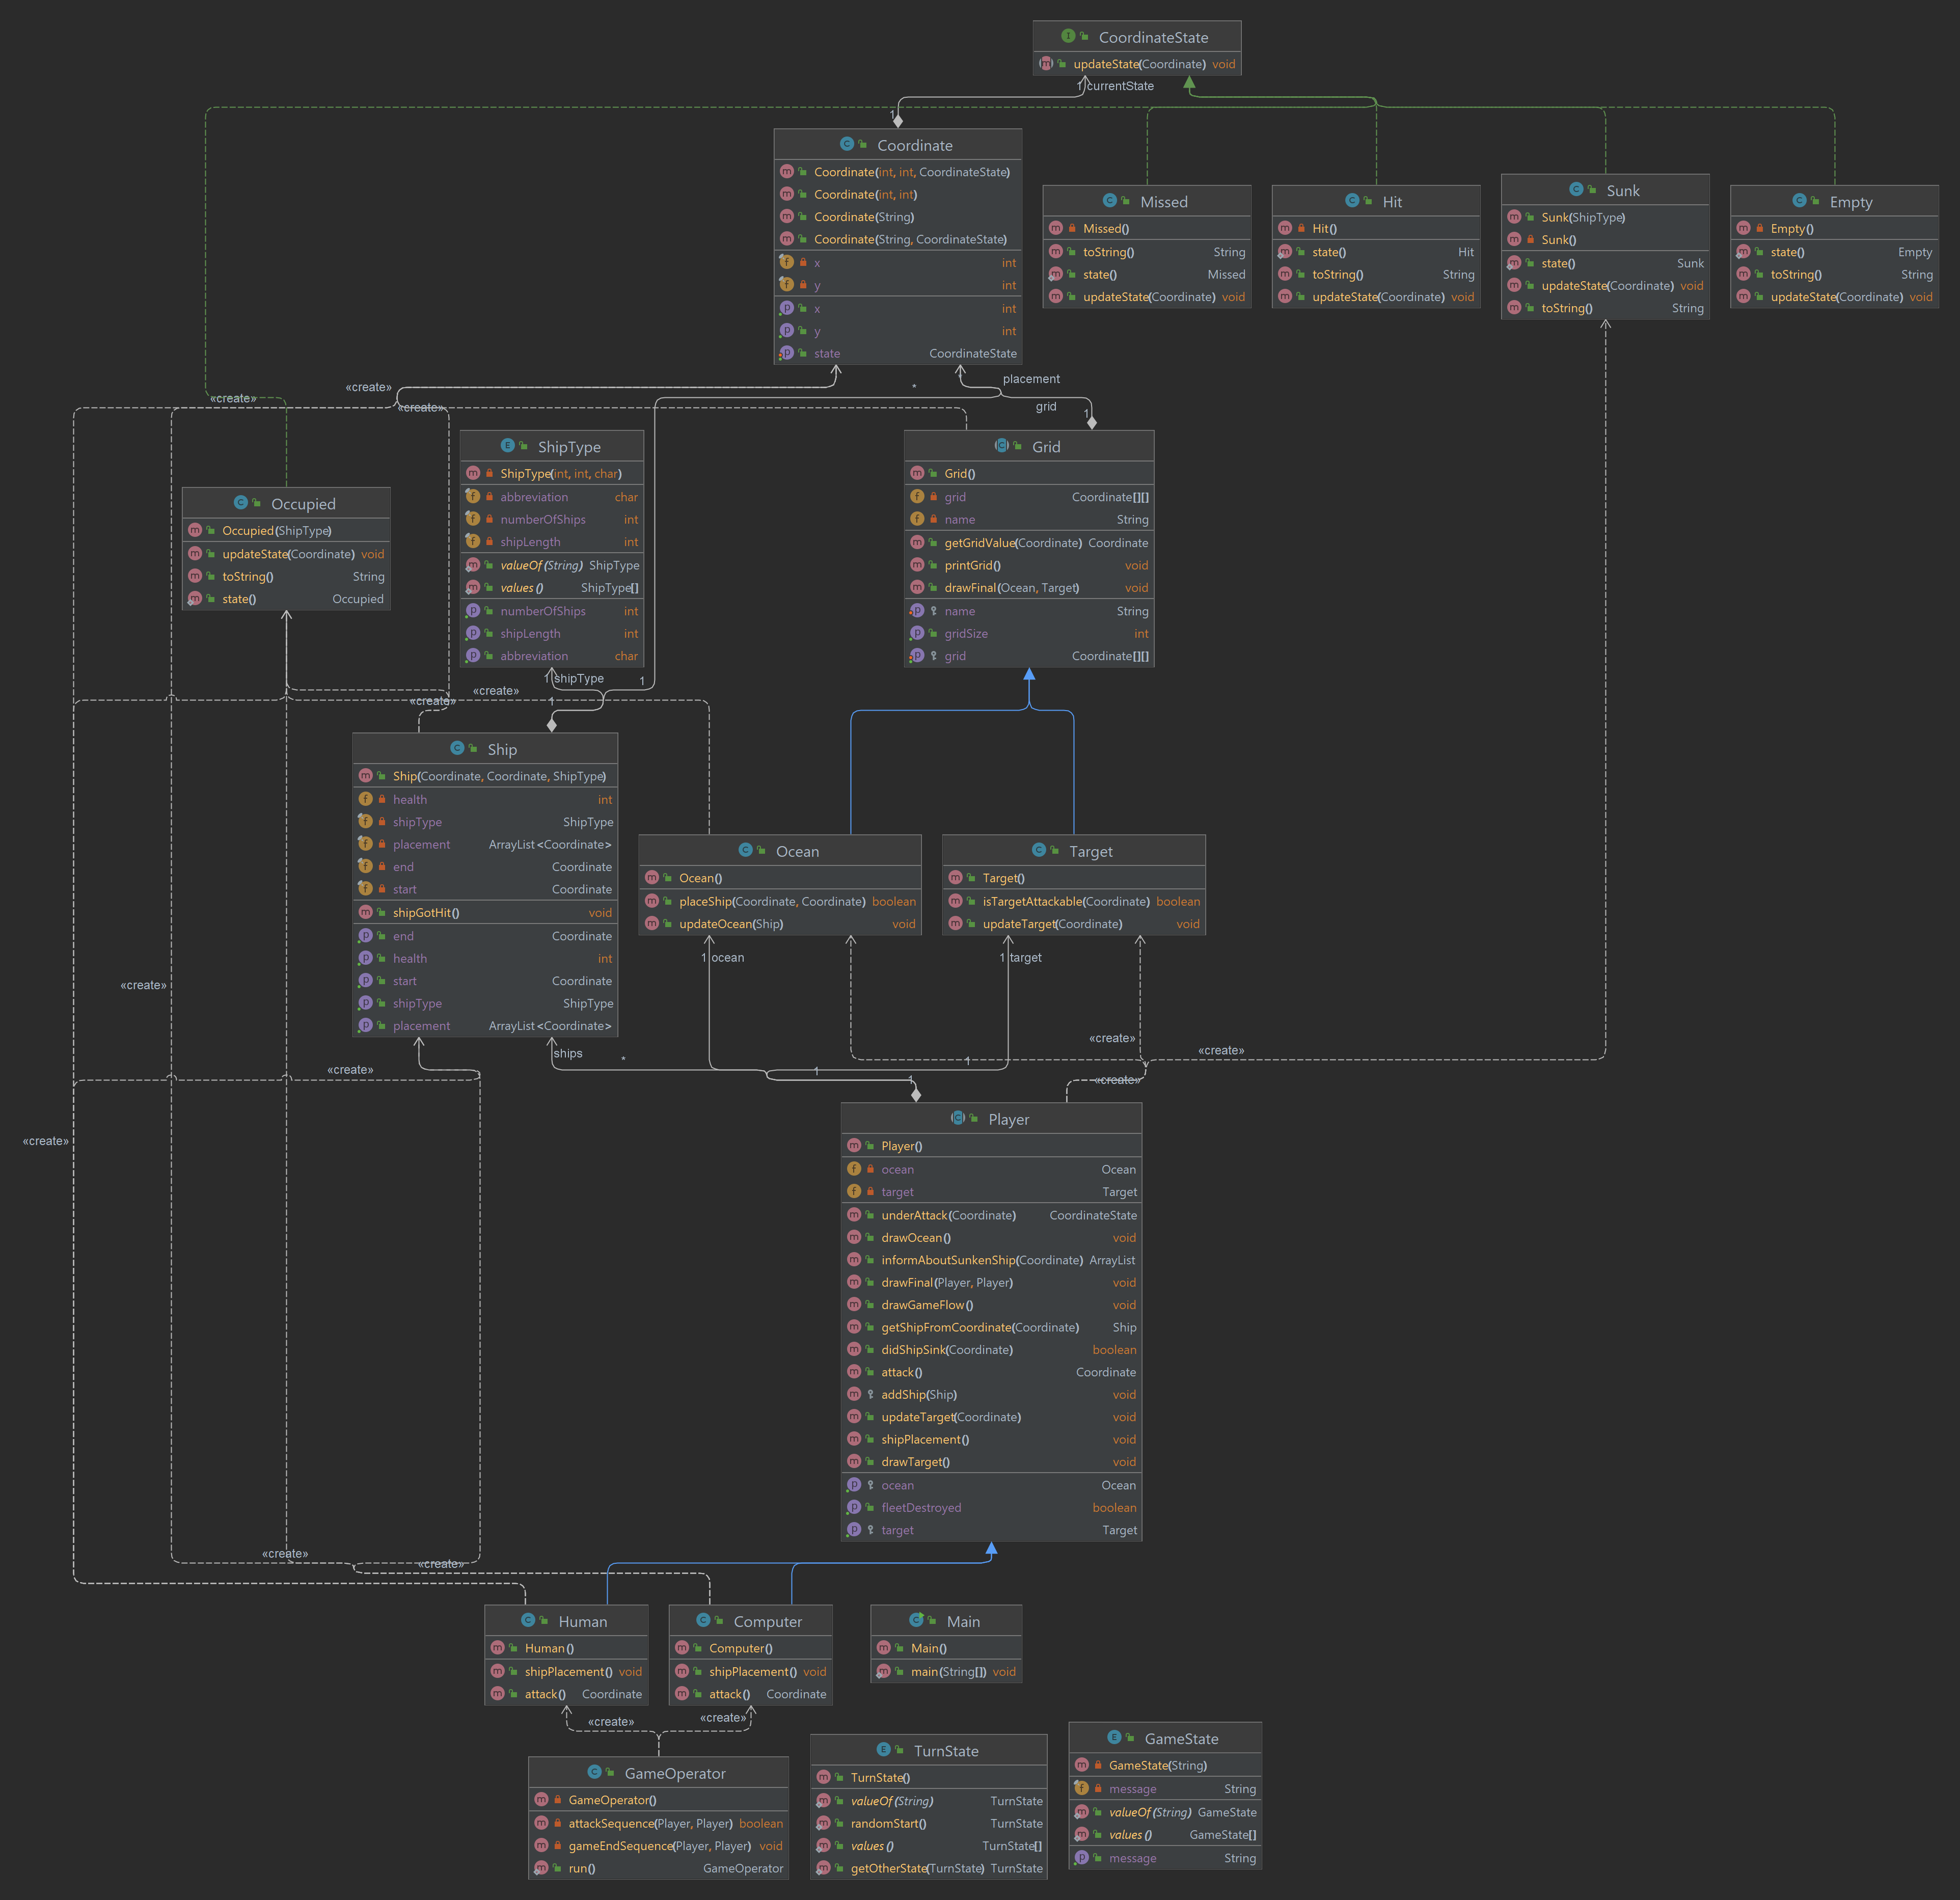 CoordinateState
updateState(Coordinate) void
1 currentState
1
Coordinate
Coordinate(int, int, CoordinateState)
Coordinate(int, int)
Coordinate(String)
Coordinate(String, CoordinateState)
x int
y int
x int
y int
state CoordinateState
Missed
Missed()
toString() String
state() Missed
updateState(Coordinate) void
Hit
Hit()
state() Hit
toString() String
updateState(Coordinate) void
Sunk
Sunk(ShipType)
Sunk()
state() Sunk
updateState(Coordinate) void
toString() String
Empty
Empty()
state() Empty
toString() String
updateState(Coordinate) void
«create»
*
*
placement
«create»
«create»
grid
1
ShipType
ShipType(int, int, char)
abbreviation char
numberOfShips int
shipLength int
valueOf(String) ShipType
values() ShipType[]
numberOfShips int
shipLength int
abbreviation char
Grid
Grid()
grid Coordinate[][]
name String
getGridValue(Coordinate) Coordinate
printGrid() void
drawFinal(Ocean, Target) void
name String
gridSize int
grid Coordinate[][]
Occupied
Occupied(ShipType)
updateState(Coordinate) void
toString() String
state() Occupied
1 shipType
1
«create»
«create»
1
Ship
Ship(Coordinate, Coordinate, ShipType)
health int
shipType ShipType
placement ArrayList<Coordinate>
end Coordinate
start Coordinate
shipGotHit() void
end Coordinate
health int
start Coordinate
shipType ShipType
placement ArrayList<Coordinate>
Ocean
Ocean()
placeShip(Coordinate, Coordinate) boolean
updateOcean(Ship) void
Target
Target()
isTargetAttackable(Coordinate) boolean
updateTarget(Coordinate) void
1 ocean
1 target
«create»
«create»
ships
*
«create»
1
«create»
1
1
«create»
«create»
Player
Player()
ocean Ocean
target Target
underAttack(Coordinate) CoordinateState
drawOcean() void
informAboutSunkenShip(Coordinate) ArrayList
drawFinal(Player, Player) void
drawGameFlow() void
getShipFromCoordinate(Coordinate) Ship
didShipSink(Coordinate) boolean
attack() Coordinate
addShip(Ship) void
updateTarget(Coordinate) void
shipPlacement() void
drawTarget() void
ocean Ocean
fleetDestroyed boolean
target Target
«create»
«create»
Human
Human()
shipPlacement() void
attack() Coordinate
Computer
Computer()
shipPlacement() void
attack() Coordinate
Main
Main()
main(String[]) void
«create»
«create»
GameOperator
GameOperator()
attackSequence(Player, Player) boolean
gameEndSequence(Player, Player) void
run() GameOperator
TurnState
TurnState()
valueOf(String) TurnState
randomStart() TurnState
values() TurnState[]
getOtherState(TurnState) TurnState
GameState
GameState(String)
message String
valueOf(String) GameState
values() GameState[]
message String